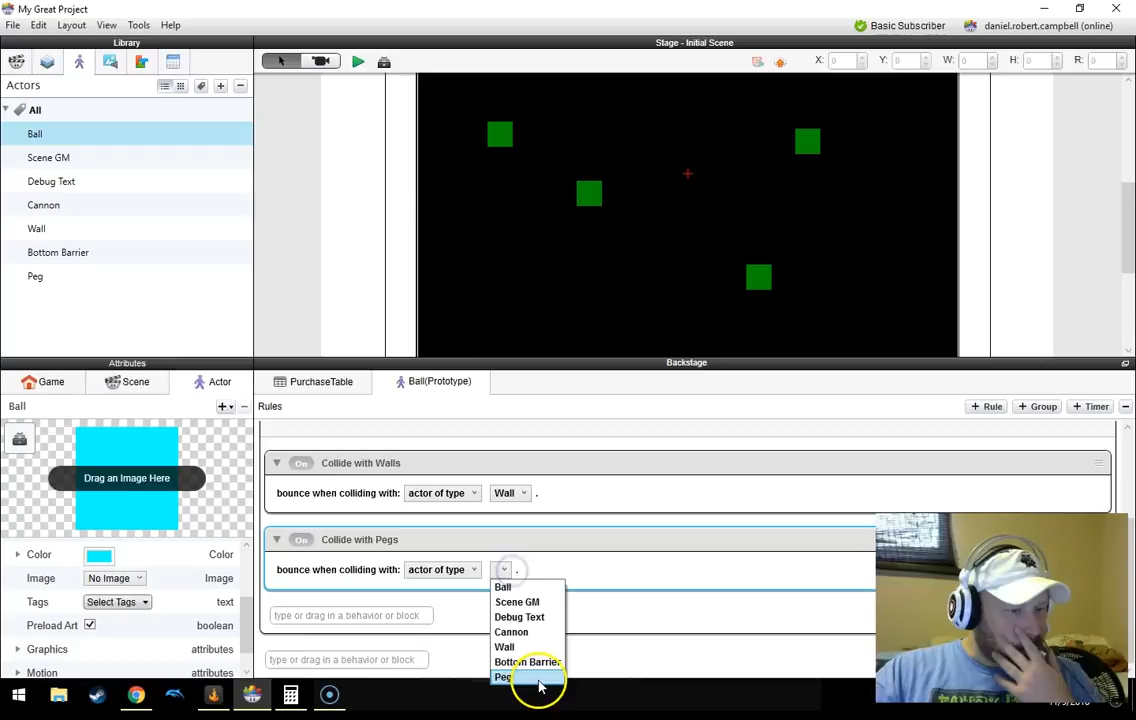 My Great Project
File Edit Layout View Tools Help
Basic Subscriber daniel.robert.campbell (online)
Library
Stage - Initial Scene
X: 0 Y: 0 W: 0 H: 0 R: 0
Actors
All
Ball
Scene GM
Debug Text
Cannon
Wall
Bottom Barrier
Peg
Attributes
Backstage
Game Scene Actor
PurchaseTable Ball(Prototype)
Ball
Rules
+ Rule + Group + Timer
Drag an Image Here
On Collide with Walls
bounce when colliding with: actor of type Wall .
On Collide with Pegs
bounce when colliding with: actor of type .
Ball
Scene GM
Debug Text
Cannon
Wall
Bottom Barrier
Peg
type or drag in a behavior or block
type or drag in a behavior or block
Color Color
Image No Image Image
Tags Select Tags text
Preload Art boolean
Graphics attributes
Motion attributes